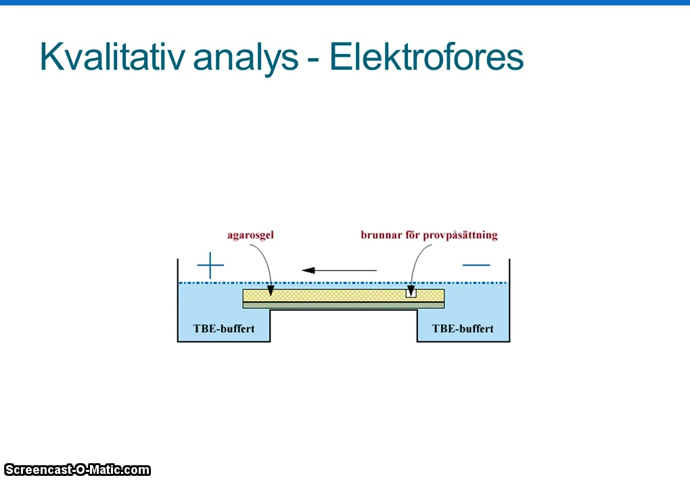 Kvalitativ analys - Elektrofores
agarosgel
brunnar för provpåsättning
+
—
TBE-buffert
TBE-buffert
Screencast-O-Matic.com